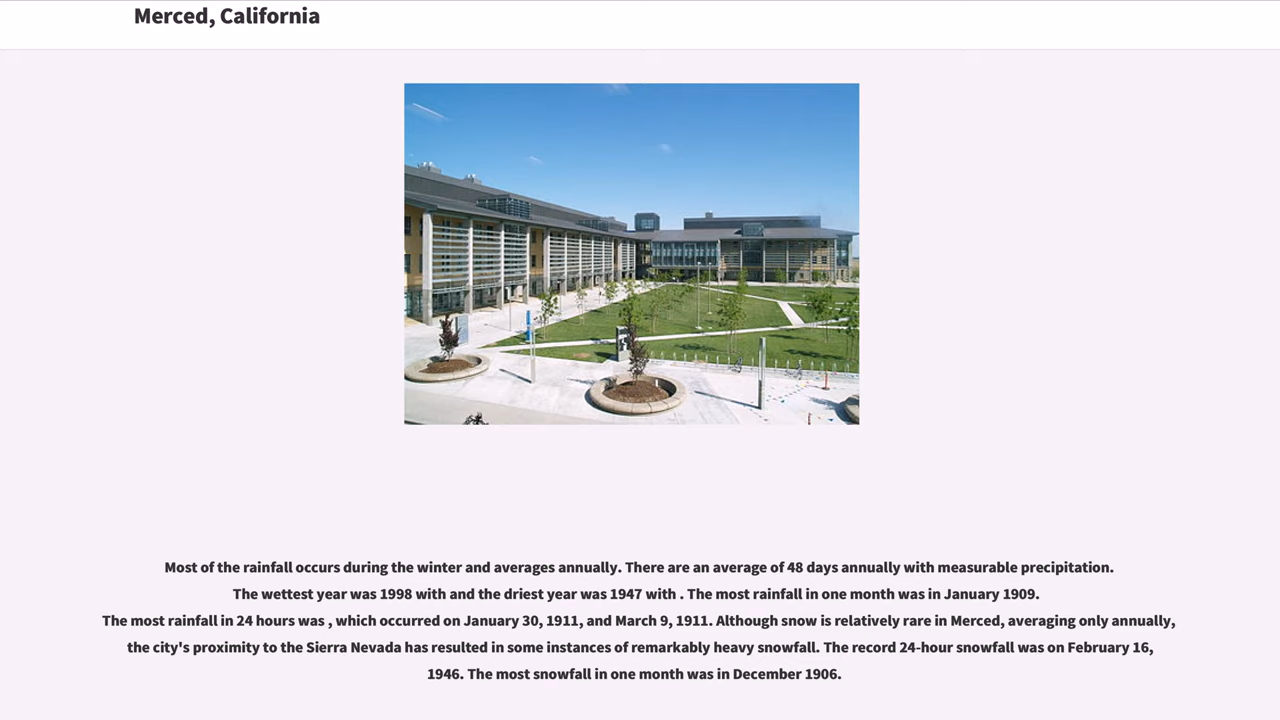 Merced, California
Most of the rainfall occurs during the winter and averages annually. There are an average of 48 days annually with measurable precipitation.
The wettest year was 1998 with and the driest year was 1947 with . The most rainfall in one month was in January 1909.
The most rainfall in 24 hours was , which occurred on January 30, 1911, and March 9, 1911. Although snow is relatively rare in Merced, averaging only annually,
the city's proximity to the Sierra Nevada has resulted in some instances of remarkably heavy snowfall. The record 24-hour snowfall was on February 16,
1946. The most snowfall in one month was in December 1906.